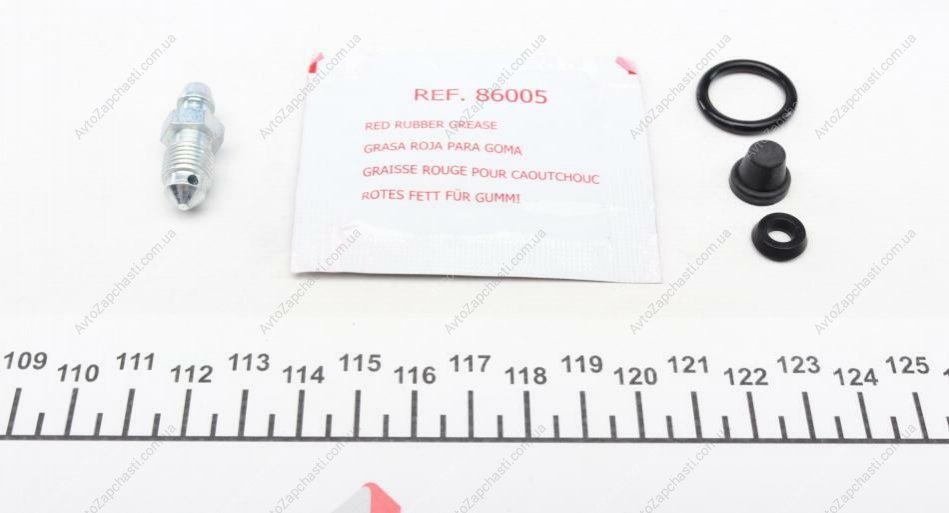 REF. 86005
RED RUBBER GREASE
GRASA ROJA PARA GOMA
GRAISSE ROUGE POUR CAOUTCHOUC
ROTES FETT FÜR GUMMI
109 110 111 112 113 114 115 116 117 118 119 120 121 122 123 124 125
AvtoZapchasti.com.ua